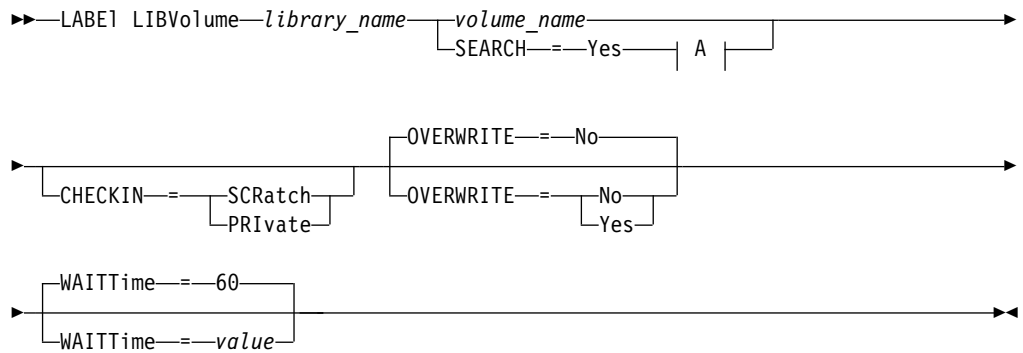 LABEl LIBVolume library_name volume_name
SEARCH = Yes A
OVERWRITE = No
CHECKIN = SCRatch OVERWRITE = No
PRIvate Yes
WAITTime = 60
WAITTime = value